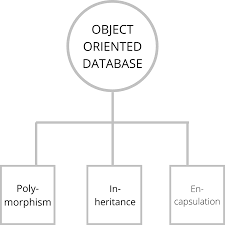 OBJECT
ORIENTED
DATABASE
Poly-
morphism
In-
heritance
En-
capsulation